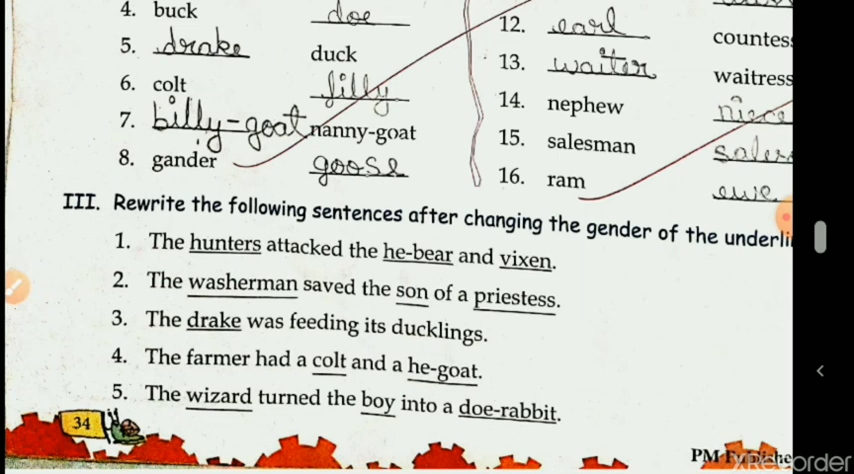 4. buck doe
5. drake duck
6. colt filly
7. billy-goat nanny-goat
8. gander goose
12. earl countess
13. waiter waitress
14. nephew niece
15. salesman
16. ram ewe
III. Rewrite the following sentences after changing the gender of the
1. The hunters attacked the he-bear and vixen.
2. The washerman saved the son of a priestess.
3. The drake was feeding its ducklings.
4. The farmer had a colt and a he-goat.
5. The wizard turned the boy into a doe-rabbit.
34
PM